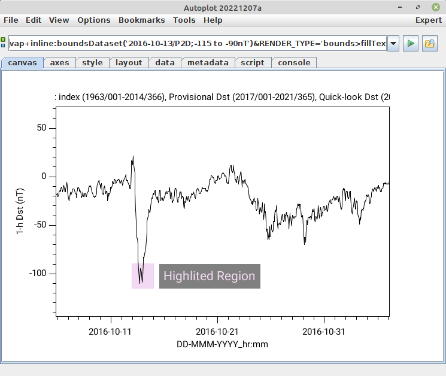 Autoplot 20221207a
File Edit View Options Bookmarks Tools Help Expert
vap+inline:boundsDataset('2016-10-13/P2D;-115 to -90nT')&RENDER_TYPE='bounds>fillTex
canvas axes style layout data metadata script console
: index (1963/001-2014/366), Provisional Dst (2017/001-2021/365), Quick-look Dst (20
50
0
-50
-100
1-h Dst (nT)
Highlited Region
2016-10-11 2016-10-21 2016-10-31
DD-MMM-YYYY_hr:mm